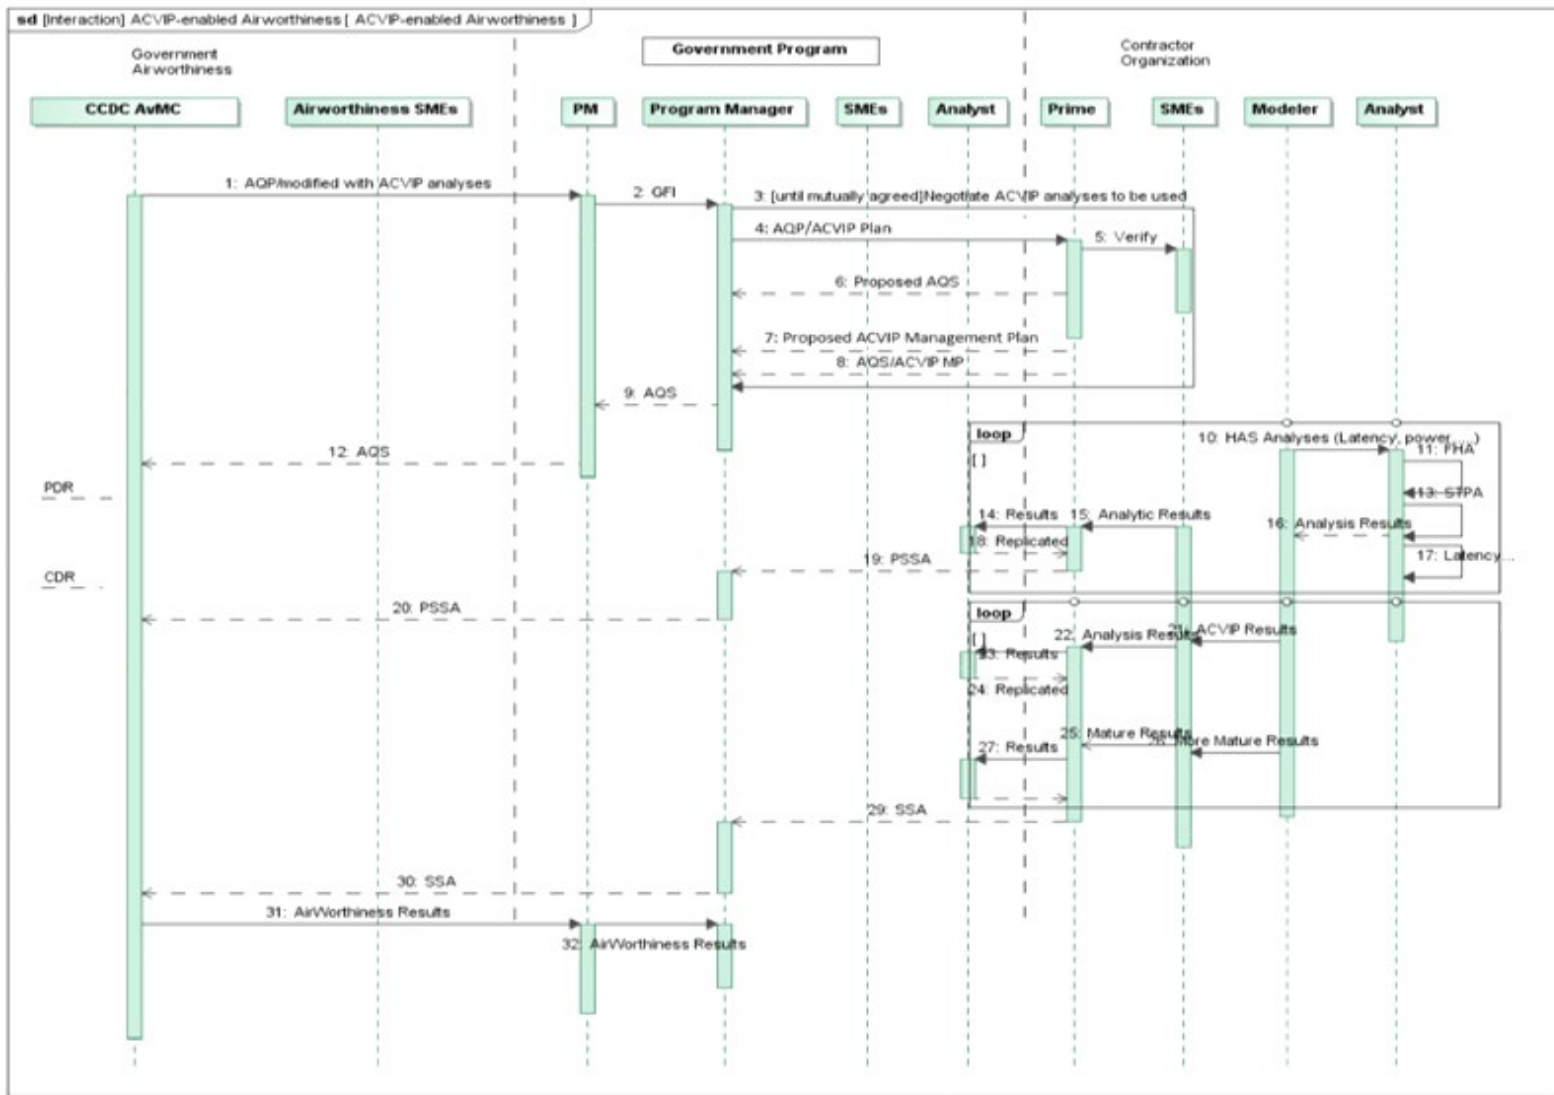 sd [Interaction] ACVIP-enabled Airworthiness [ ACVIP-enabled Airworthiness ]
Government
Airworthiness
Government Program
Contractor
Organization
CCDC AvMC
Airworthiness SMEs
PM
Program Manager
SMEs
Analyst
Prime
SMEs
Modeler
Analyst
1: AQP/modified with ACVIP analyses
2: GFI
3: [until mutually agreed]Negotiate ACVIP analyses to be used
4: AQP/ACVIP Plan
5: Verify
6: Proposed AQS
7: Proposed ACVIP Management Plan
8: AQS/ACVIP MP
9: AQS
loop
[ ]
10: HAS Analyses (Latency, power, ...)
11: FHA
12: AQS
13: STPA
PDR
14: Results
15: Analytic Results
16: Analysis Results
17: Latency...
18: Replicated
19: PSSA
CDR
20: PSSA
loop
[ ]
21: ACVIP Results
22: Analysis Results
23: Results
24: Replicated
25: Mature Results
26: More Mature Results
27: Results
29: SSA
30: SSA
31: AirWorthiness Results
32: AirWorthiness Results